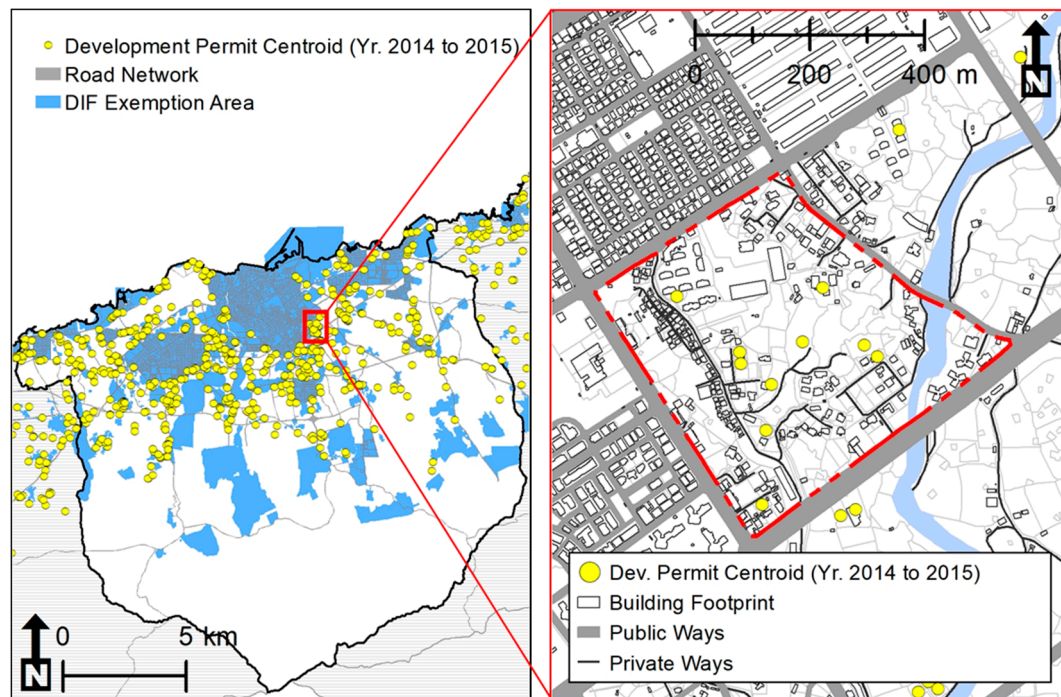 Development Permit Centroid (Yr. 2014 to 2015)
Road Network
DIF Exemption Area
N
0 5 km
0 200 400 m
N
Dev. Permit Centroid (Yr. 2014 to 2015)
Building Footprint
Public Ways
Private Ways